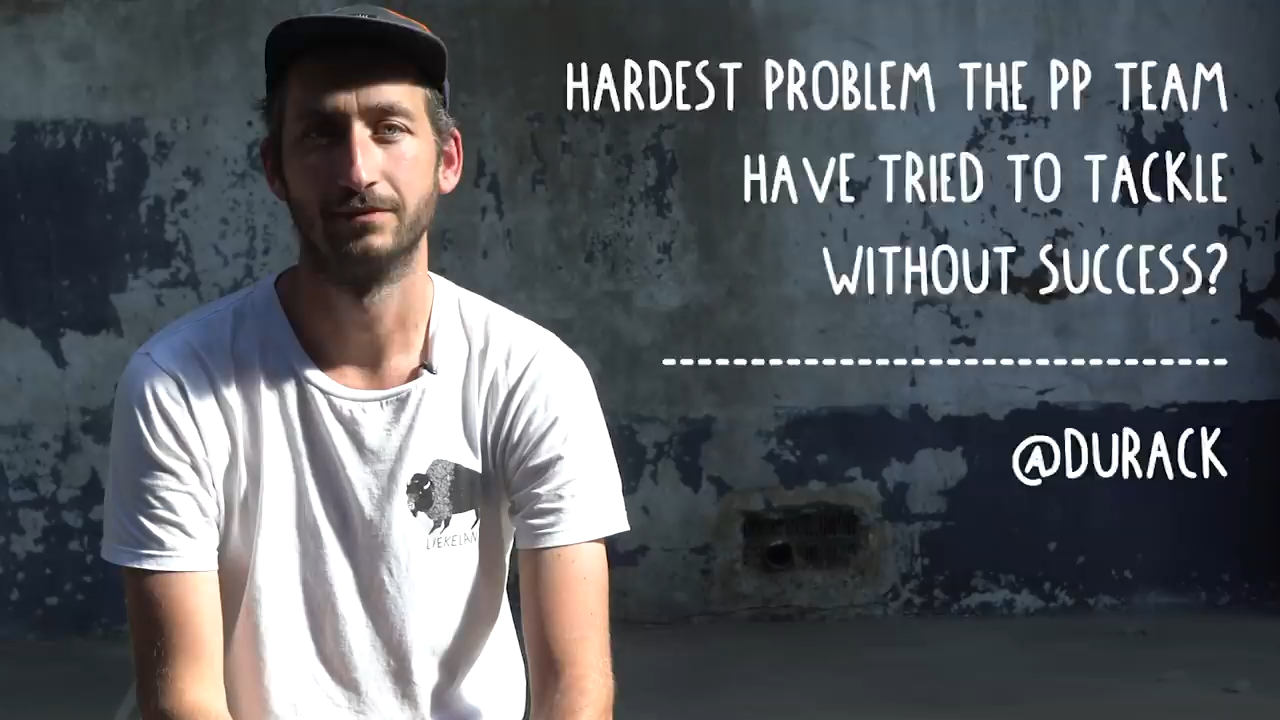 HARDEST PROBLEM THE PP TEAM
HAVE TRIED TO TACKLE
WITHOUT SUCCESS?
@DURACK